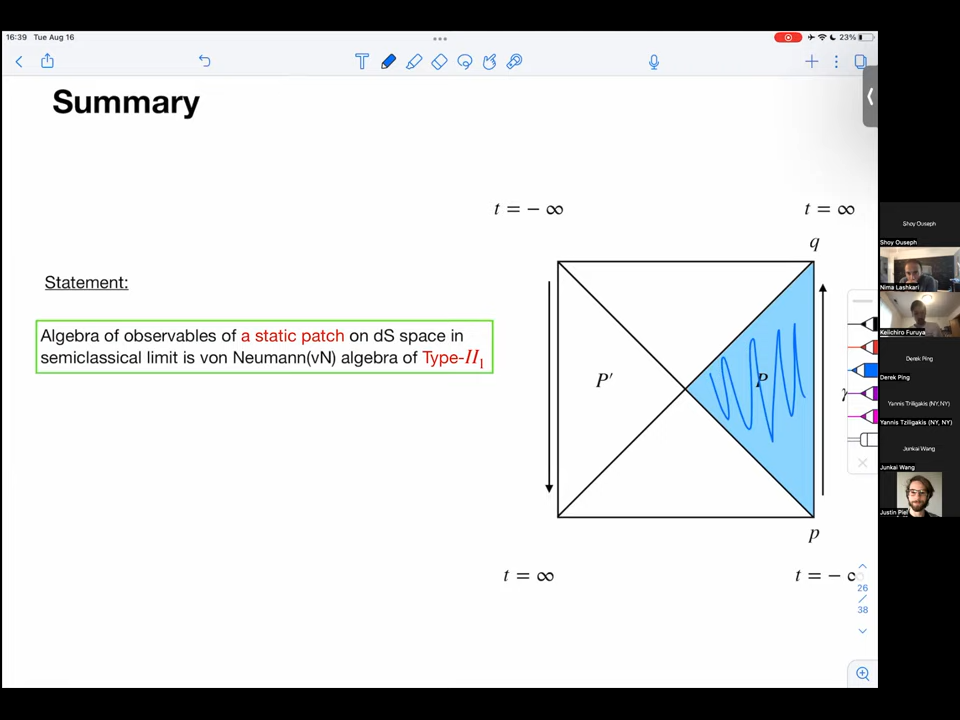 16:39 Tue Aug 16
23%
Summary
t = − ∞
t = ∞
q
Statement:
Algebra of observables of a static patch on dS space in
semiclassical limit is von Neumann(vN) algebra of Type-II₁
P′
P
γ
p
t = ∞
t = − ∞
26
/
38
Shoy Ouseph
Shoy Ouseph
Nima Lashkari
Keiichiro Furuya
Derek Ping
Derek Ping
Yannis Tziligakis (NY, NY)
Yannis Tziligakis (NY, NY)
Junkai Wang
Junkai Wang